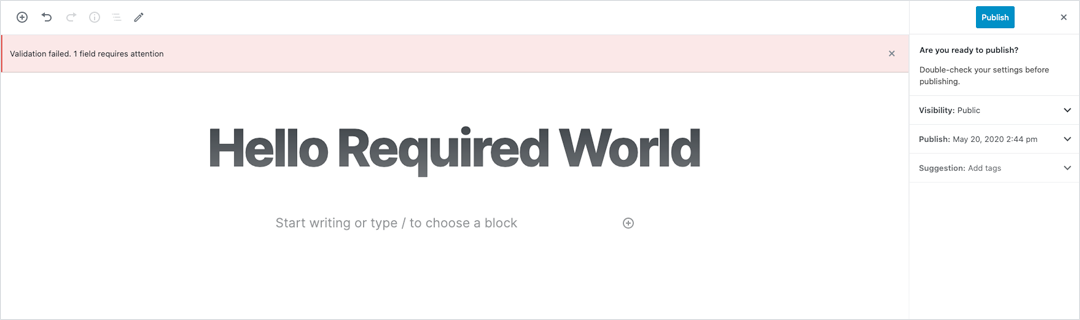 Publish
Validation failed. 1 field requires attention
Are you ready to publish?
Double-check your settings before
publishing.
Visibility: Public
Publish: May 20, 2020 2:44 pm
Suggestion: Add tags
Hello Required World
Start writing or type / to choose a block